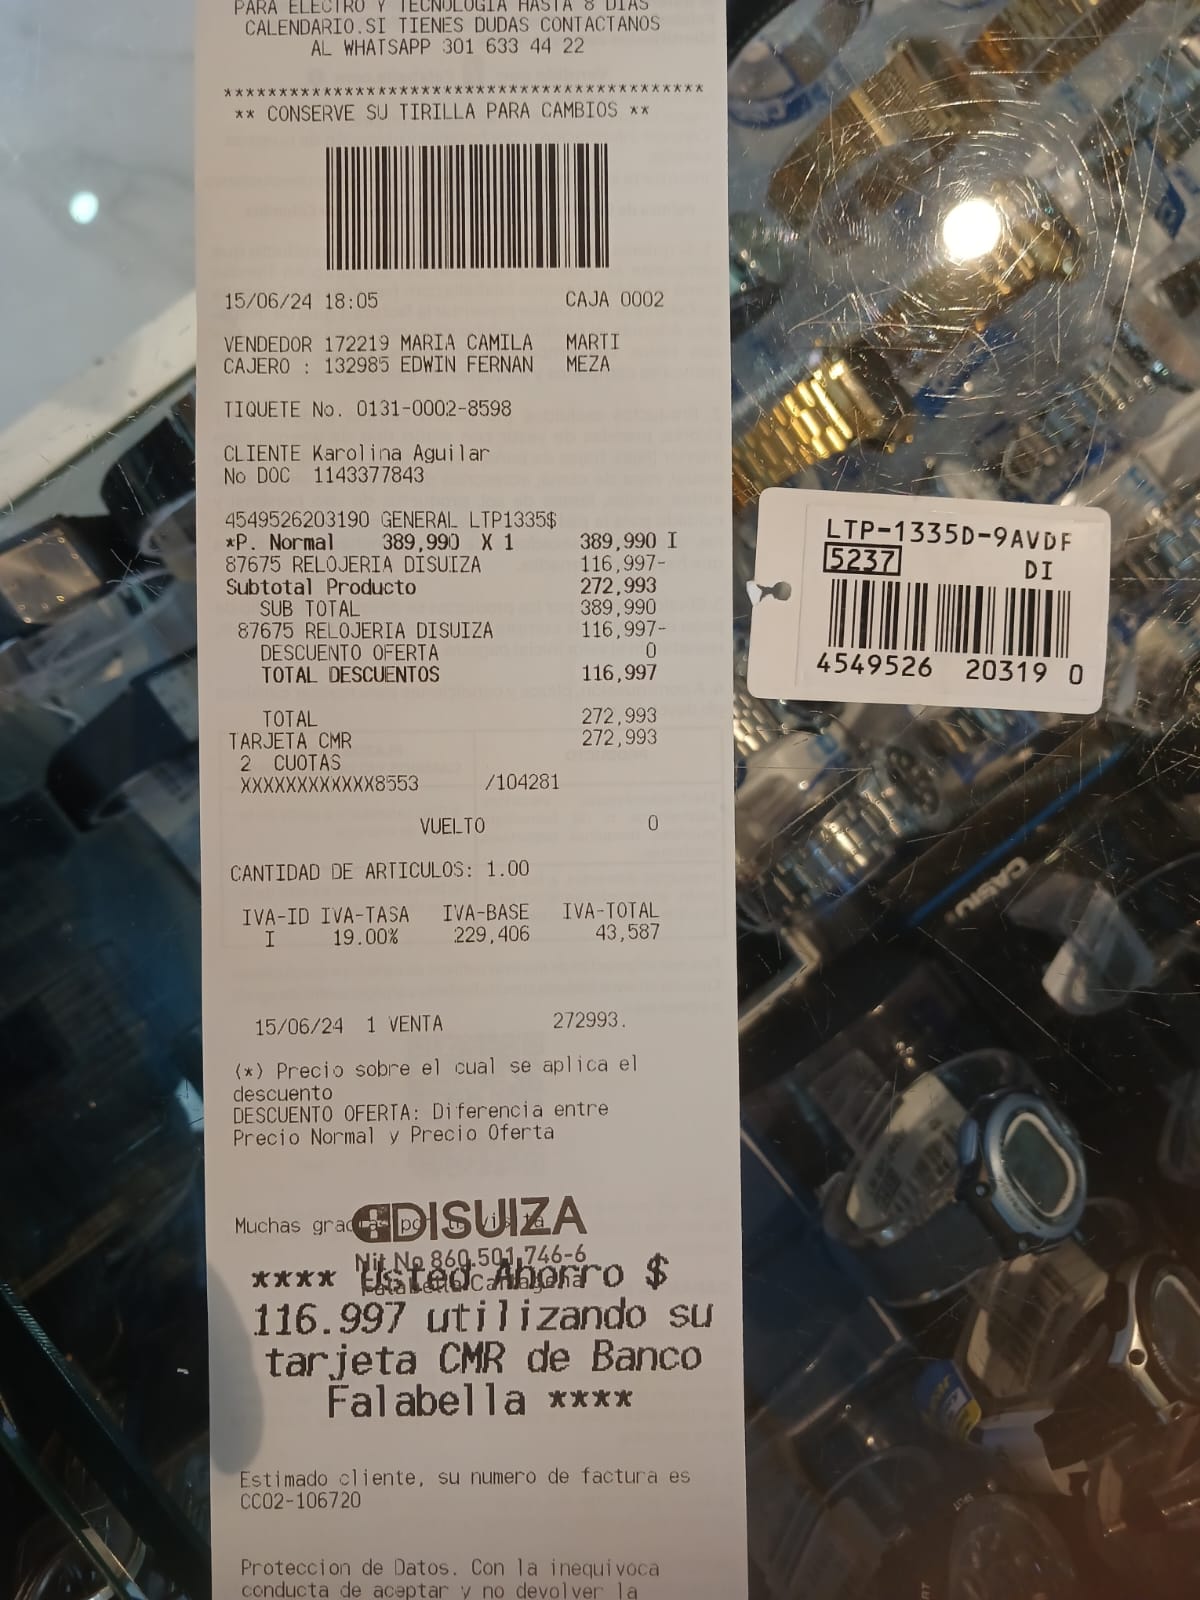 PARA ELECTRO Y TECNOLOGIA HASTA 8 DIAS
CALENDARIO.SI TIENES DUDAS CONTACTANOS
AL WHATSAPP 301 633 44 22
********************************************
** CONSERVE SU TIRILLA PARA CAMBIOS **
15/06/24 18:05 CAJA 0002
VENDEDOR 172219 MARIA CAMILA MARTI
CAJERO : 132985 EDWIN FERNAN MEZA
TIQUETE No. 0131-0002-8598
CLIENTE Karolina Aguilar
No DOC 1143377843
4549526203190 GENERAL LTP1335$
*P. Normal 389,990 X 1 389,990 I
87675 RELOJERIA DISUIZA 116,997-
Subtotal Producto 272,993
SUB TOTAL 389,990
87675 RELOJERIA DISUIZA 116,997-
DESCUENTO OFERTA 0
TOTAL DESCUENTOS 116,997
TOTAL 272,993
TARJETA CMR 272,993
2 CUOTAS
XXXXXXXXXXXX8553 /104281
VUELTO 0
CANTIDAD DE ARTICULOS: 1.00
IVA-ID IVA-TASA IVA-BASE IVA-TOTAL
I 19.00% 229,406 43,587
15/06/24 1 VENTA 272993.
(*) Precio sobre el cual se aplica el
descuento
DESCUENTO OFERTA: Diferencia entre
Precio Normal y Precio Oferta
Muchas gracias por
DISUIZA
Nit No 860.501.746-6
Falabella Cartagena
**** Usted Ahorro $
116.997 utilizando su
tarjeta CMR de Banco
Falabella ****
Estimado cliente, su numero de factura es
CC02-106720
Proteccion de Datos. Con la inequivoca
conducta de aceptar y no devolver la
LTP-1335D-9AVDF
5237 DI
4549526 20319 0
CASIO